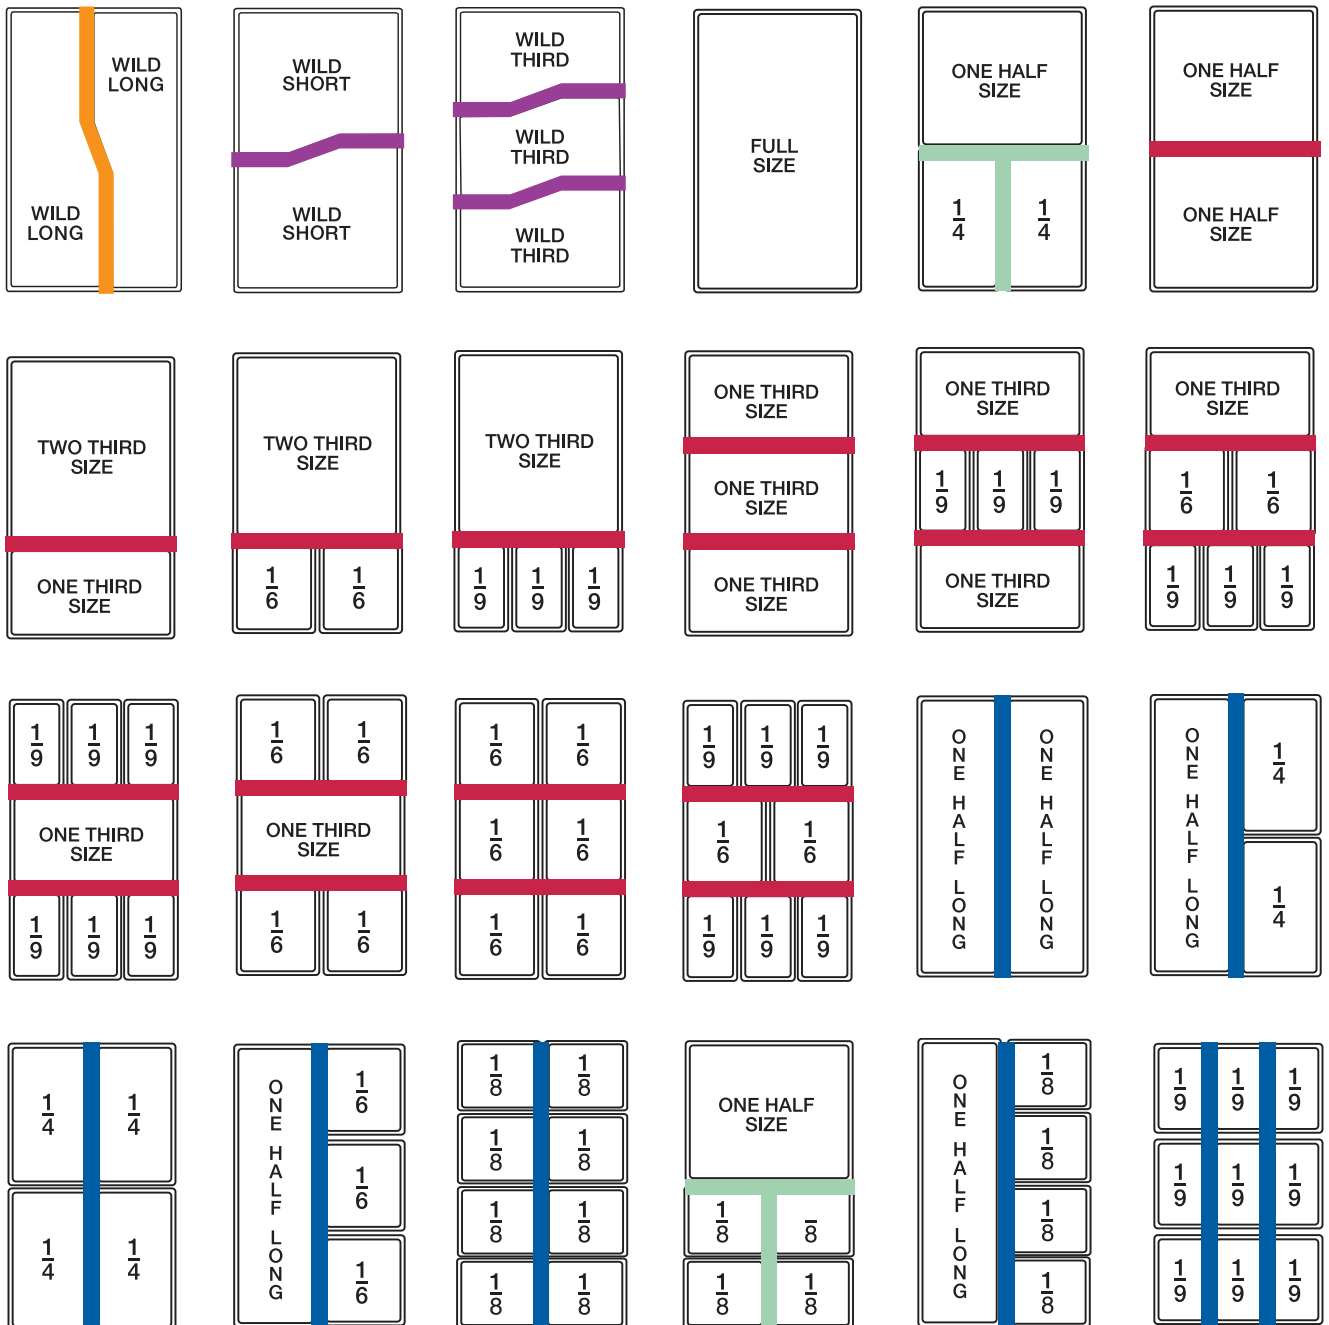 WILD
LONG
WILD
LONG
WILD
SHORT
WILD
SHORT
WILD
THIRD
WILD
THIRD
WILD
THIRD
FULL
SIZE
ONE HALF
SIZE
1/4 1/4
ONE HALF
SIZE
ONE HALF
SIZE
TWO THIRD
SIZE
ONE THIRD
SIZE
TWO THIRD
SIZE
1/6 1/6
TWO THIRD
SIZE
1/9 1/9 1/9
ONE THIRD
SIZE
ONE THIRD
SIZE
ONE THIRD
SIZE
ONE THIRD
SIZE
1/9 1/9 1/9
ONE THIRD
SIZE
ONE THIRD
SIZE
1/6 1/6
1/9 1/9 1/9
1/9 1/9 1/9
ONE THIRD
SIZE
1/9 1/9 1/9
1/6 1/6
ONE THIRD
SIZE
1/6 1/6
1/6 1/6
1/6 1/6
1/6 1/6
1/9 1/9 1/9
1/6 1/6
1/9 1/9 1/9
ONE HALF LONG
ONE HALF LONG
ONE HALF LONG
1/4
1/4
1/4 1/4
1/4 1/4
ONE HALF LONG
1/6
1/6
1/6
1/8 1/8
1/8 1/8
1/8 1/8
1/8 1/8
ONE HALF
SIZE
1/8 /8
1/8 1/8
ONE HALF LONG
1/8
1/8
1/8
1/8
1/9 1/9 1/9
1/9 1/9 1/9
1/9 1/9 1/9